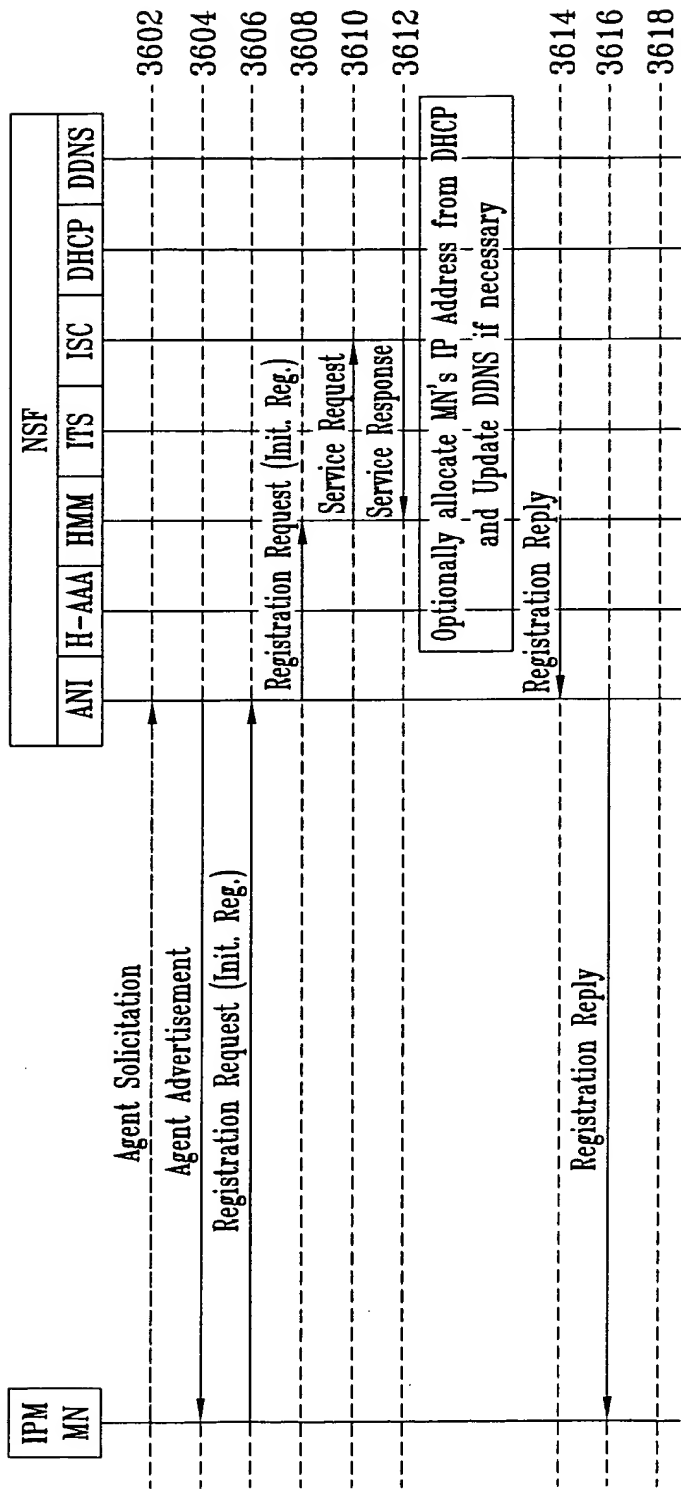 IPM
MN
NSF
ANI
H-AAA
HMM
ITS
ISC
DHCP
DDNS
Agent Solicitation
3602
Agent Advertisement
3604
Registration Request (Init. Reg.)
3606
Registration Request (Init. Reg.)
3608
Service Request
3610
Service Response
3612
Optionally allocate MN's IP Address from DHCP
and Update DDNS if necessary
Registration Reply
3614
Registration Reply
3616
3618